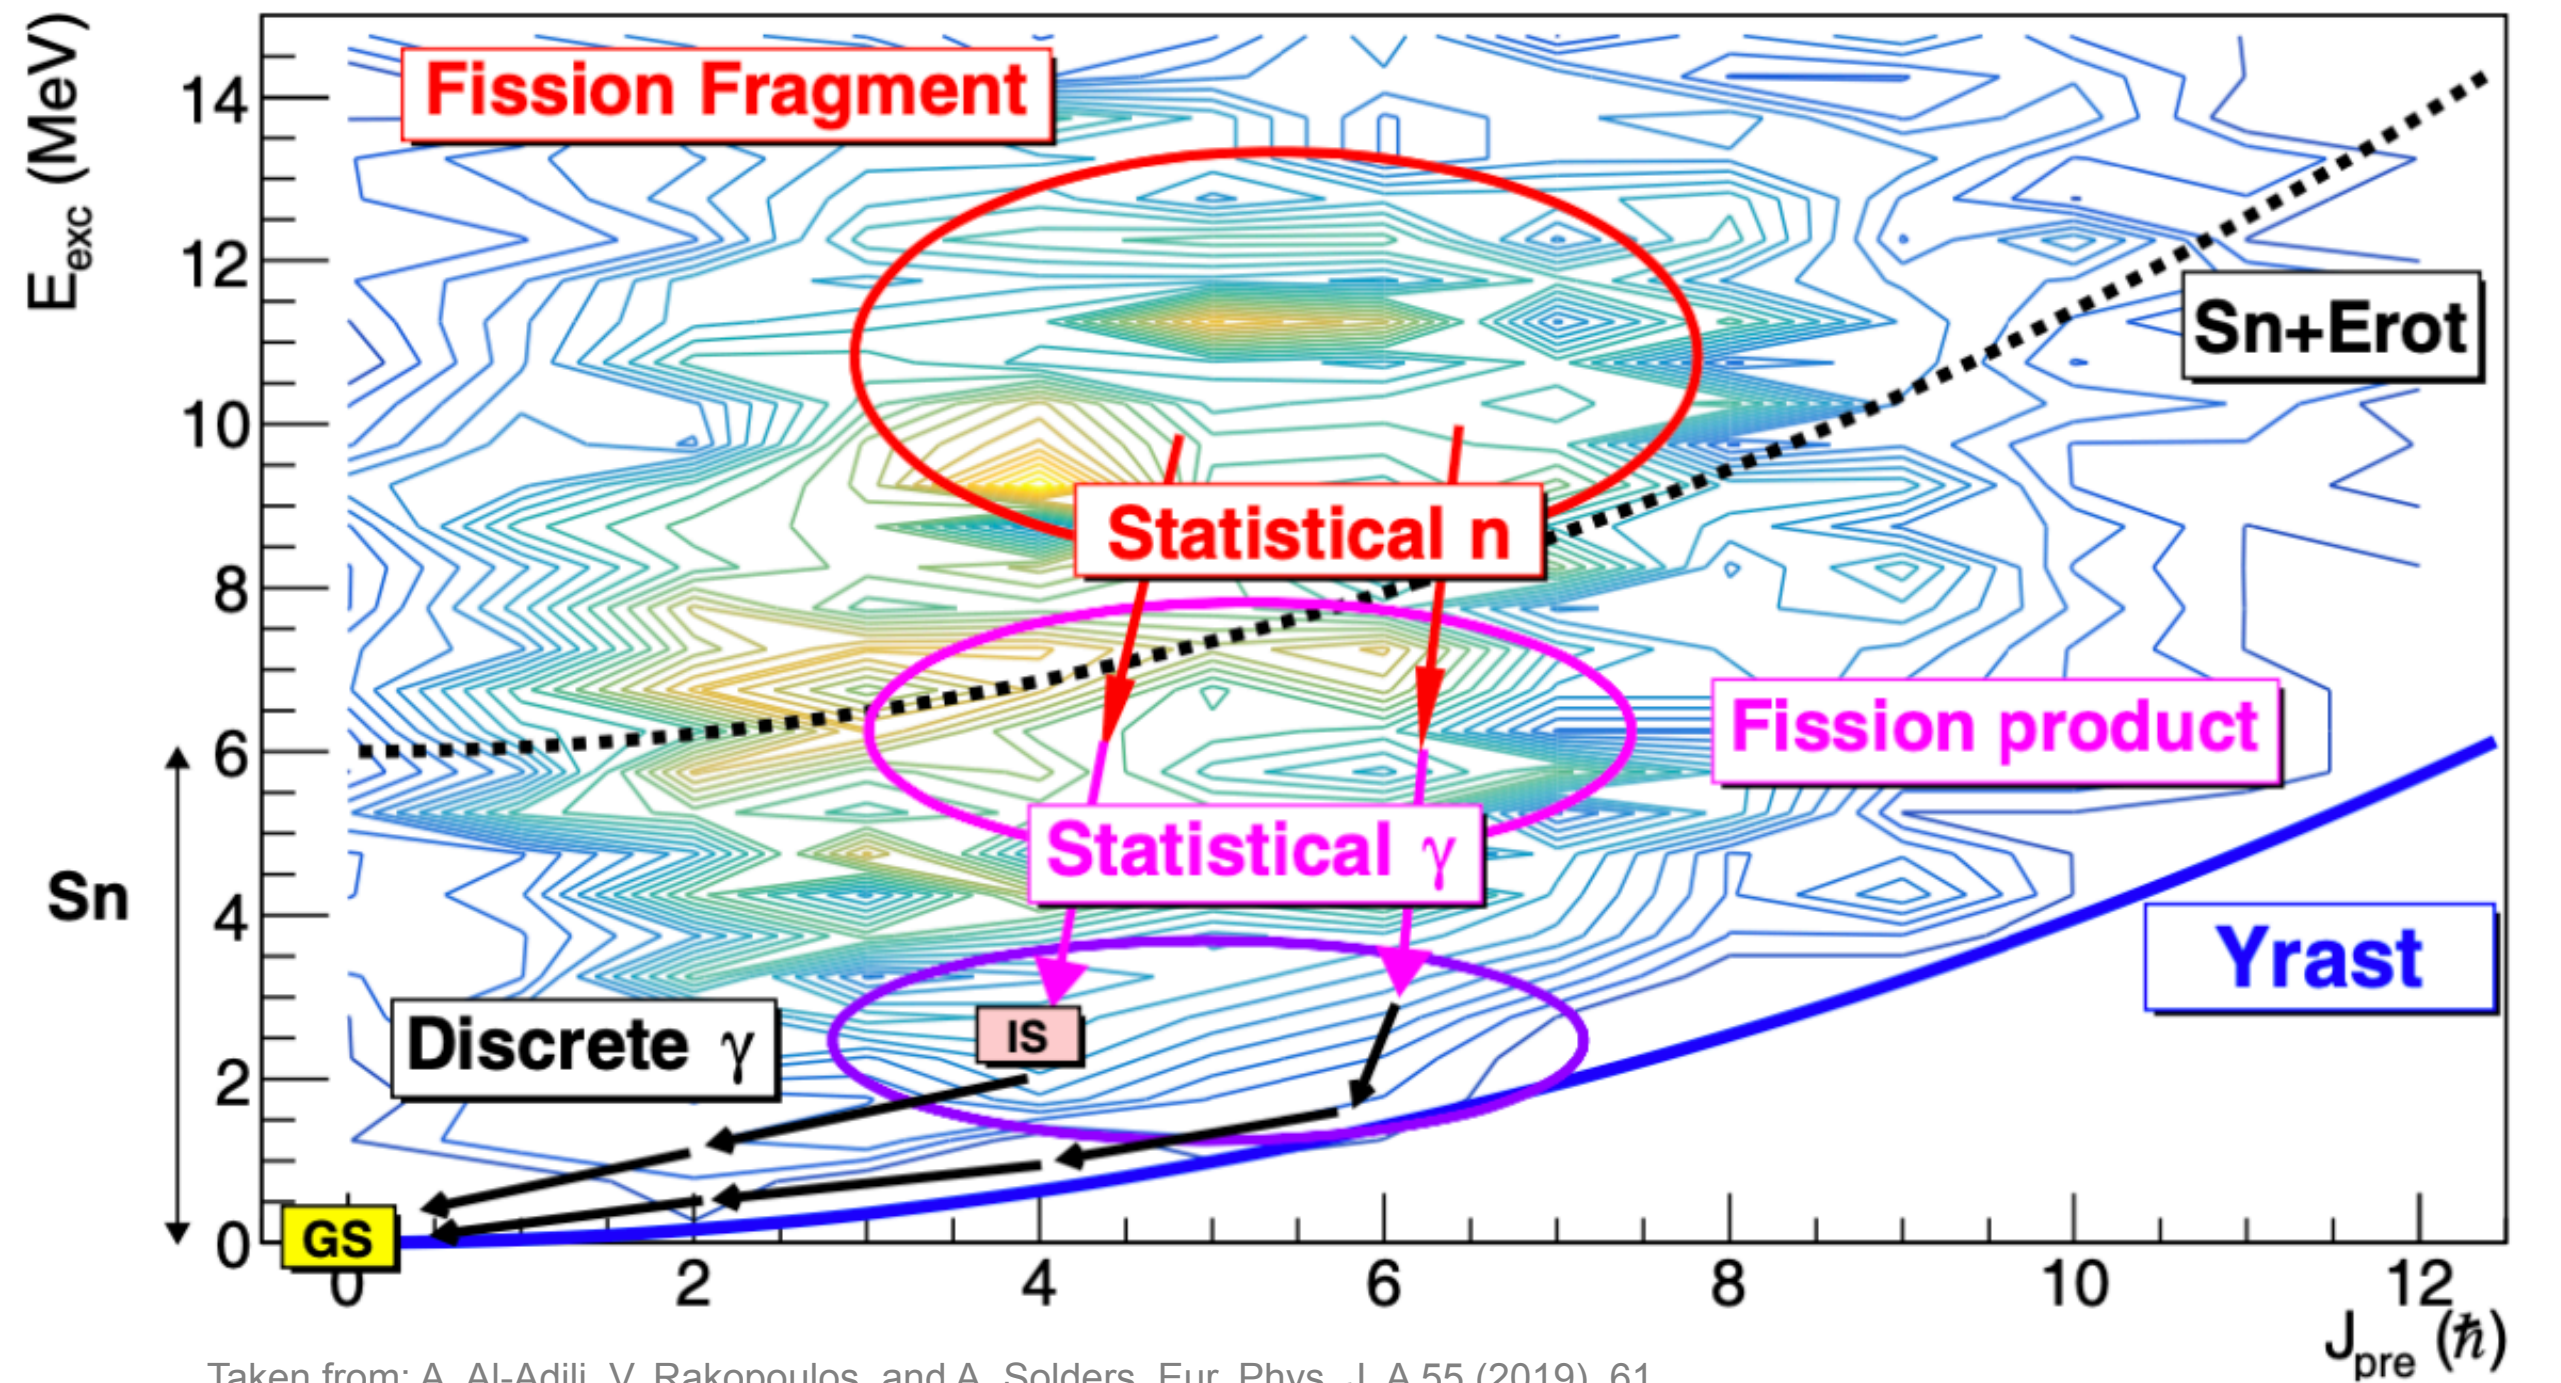 E_exc (MeV)
14
12
10
8
6
4
2
0
Sn
Fission Fragment
Sn+Erot
Statistical n
Fission product
Statistical γ
Yrast
Discrete γ
IS
GS
0 2 4 6 8 10 12
J_pre (ℏ)
Taken from: A. Al-Adili, V. Rakopoulos, and A. Solders, Eur. Phys. J. A 55 (2019), 61